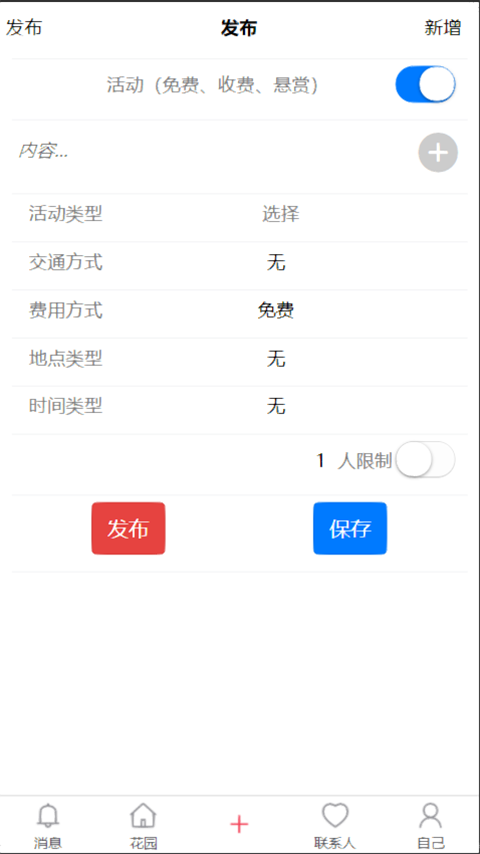 发布 发布 新增
活动（免费、收费、悬赏）
内容...
活动类型 选择
交通方式 无
费用方式 免费
地点类型 无
时间类型 无
1 人限制
发布 保存
消息 花园 联系人 自己